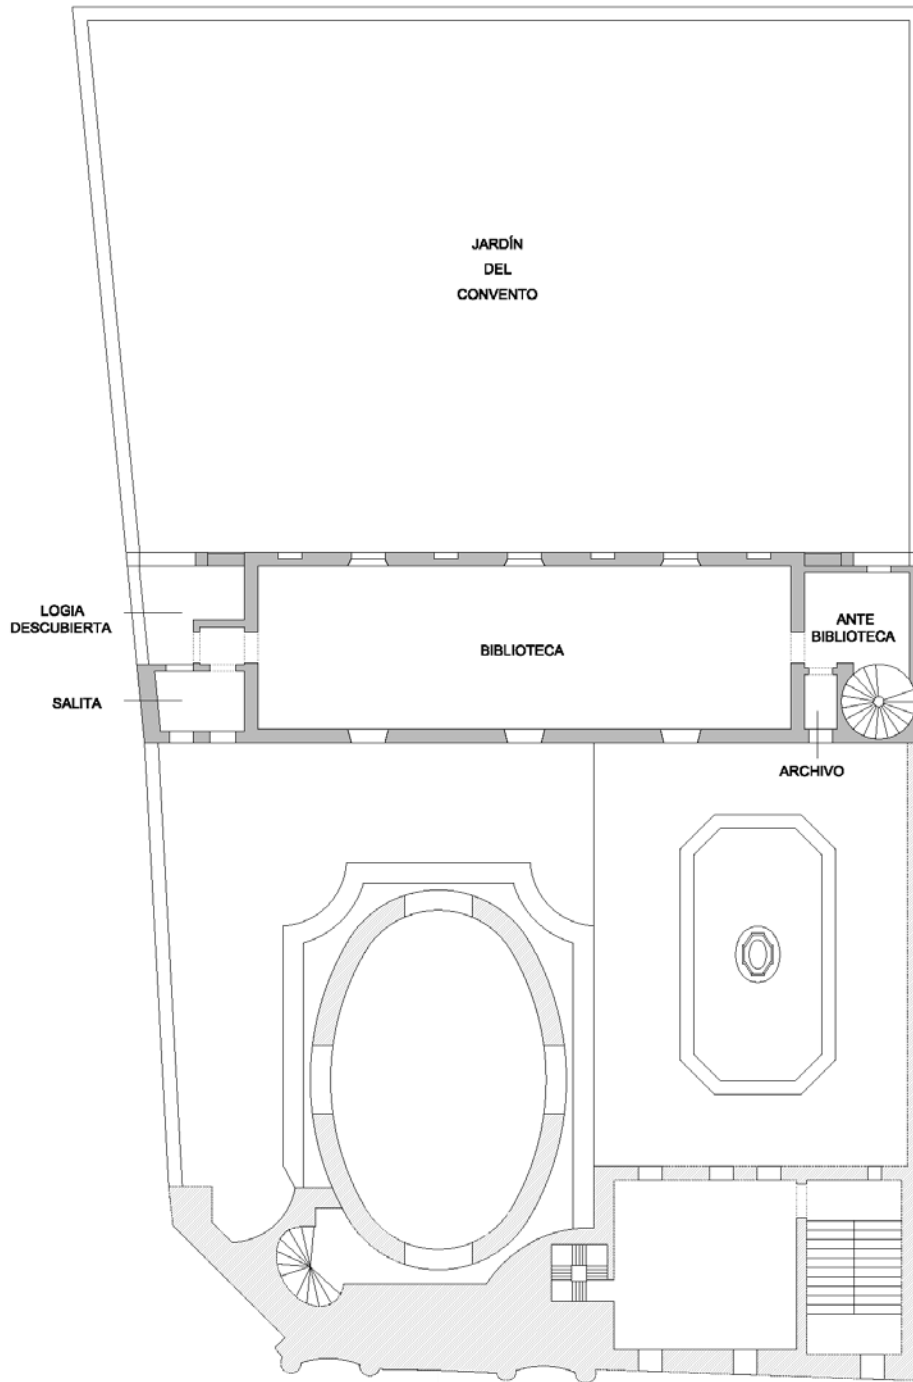 JARDÍN
DEL
CONVENTO
LOGIA
DESCUBIERTA
BIBLIOTECA
ANTE
BIBLIOTECA
SALITA
ARCHIVO